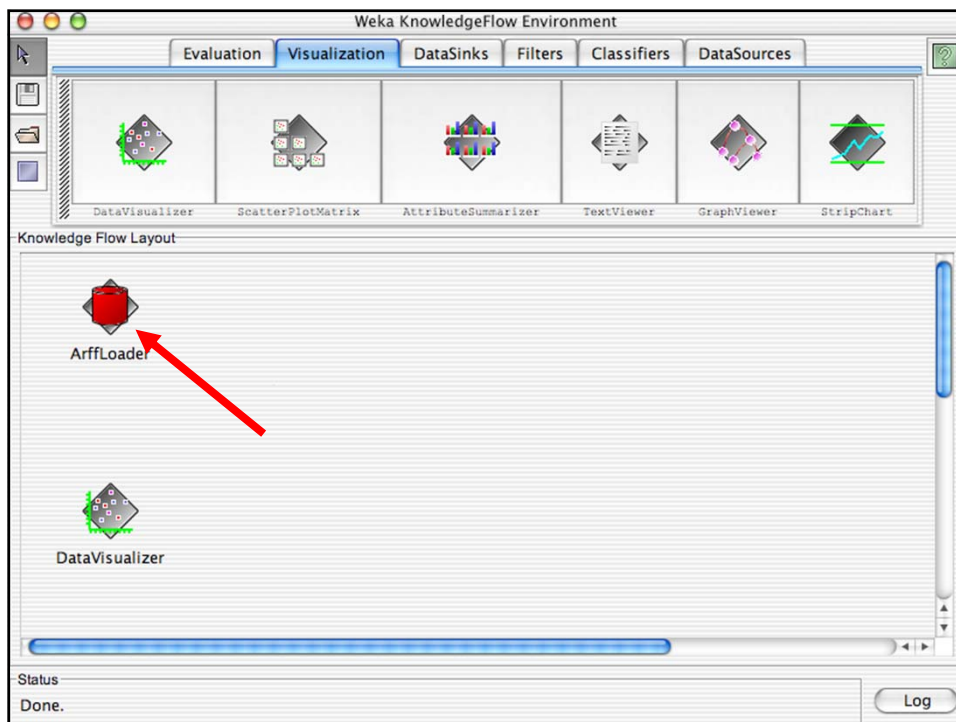 Weka KnowledgeFlow Environment
Evaluation Visualization DataSinks Filters Classifiers DataSources
?
DataVisualizer ScatterPlotMatrix AttributeSummarizer TextViewer GraphViewer StripChart
Knowledge Flow Layout
ArffLoader
DataVisualizer
Status
Done.
Log